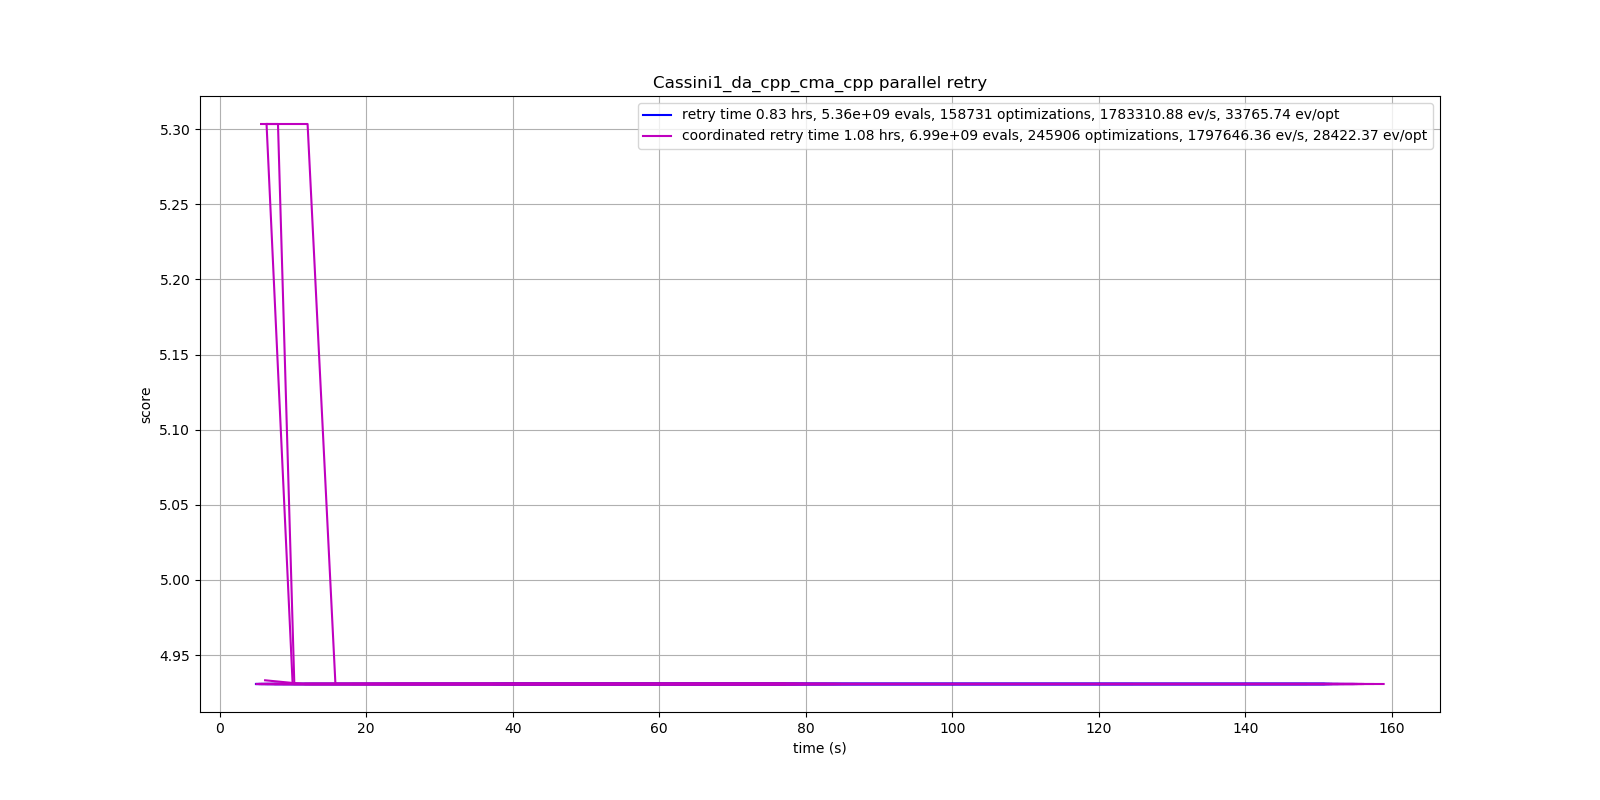 Cassini1_da_cpp_cma_cpp parallel retry
retry time 0.83 hrs, 5.36e+09 evals, 158731 optimizations, 1783310.88 ev/s, 33765.74 ev/opt
coordinated retry time 1.08 hrs, 6.99e+09 evals, 245906 optimizations, 1797646.36 ev/s, 28422.37 ev/opt
5.30
5.25
5.20
5.15
5.10
5.05
5.00
4.95
score
0 20 40 60 80 100 120 140 160
time (s)